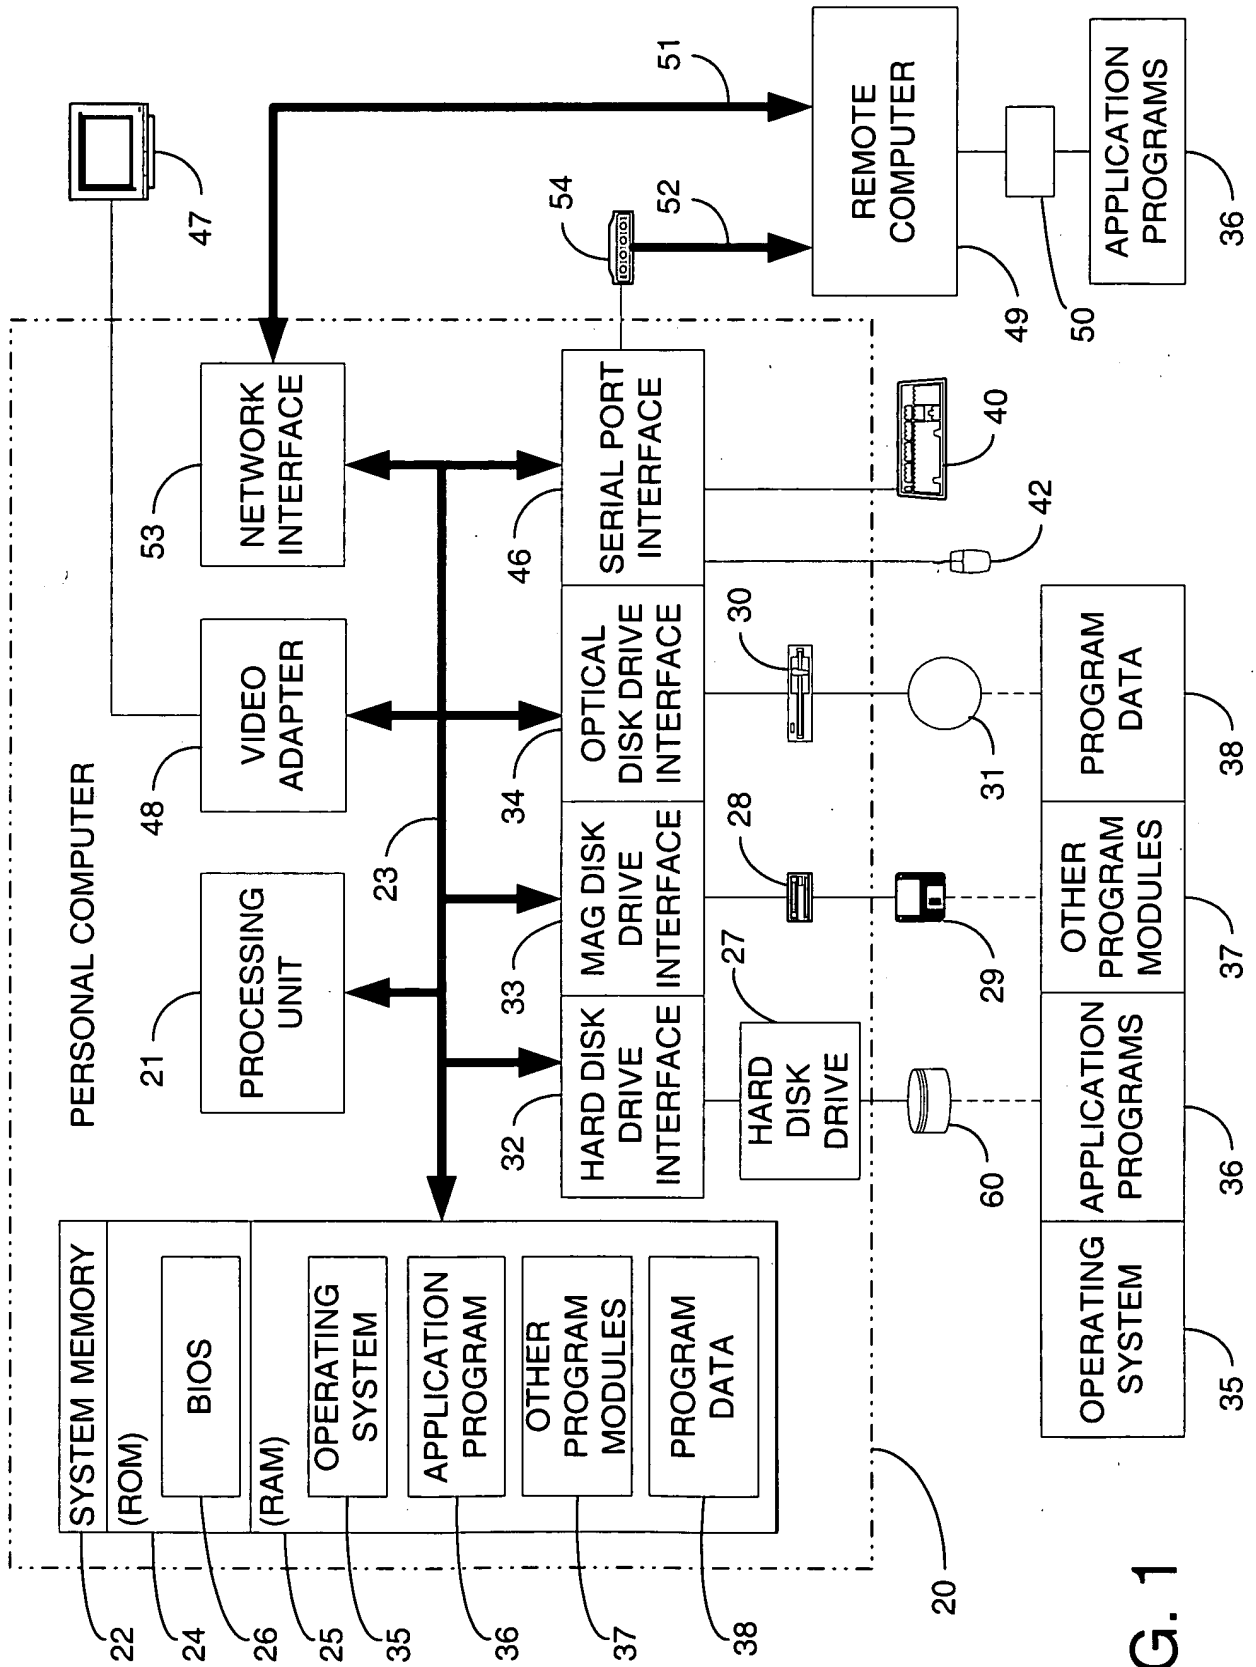 PERSONAL COMPUTER
47
22
SYSTEM MEMORY
24
(ROM)
26
BIOS
25
(RAM)
35
OPERATING
SYSTEM
36
APPLICATION
PROGRAM
37
OTHER
PROGRAM
MODULES
38
PROGRAM
DATA
21
PROCESSING
UNIT
48
VIDEO
ADAPTER
53
NETWORK
INTERFACE
23
32
HARD DISK
DRIVE
INTERFACE
33
MAG DISK
DRIVE
INTERFACE
34
OPTICAL
DISK DRIVE
INTERFACE
46
SERIAL PORT
INTERFACE
54
52
51
27
HARD
DISK
DRIVE
28
30
20
60
29
31
42
40
REMOTE
COMPUTER
49
50
APPLICATION
PROGRAMS
36
OPERATING
SYSTEM
35
APPLICATION
PROGRAMS
36
OTHER
PROGRAM
MODULES
37
PROGRAM
DATA
38
G. 1